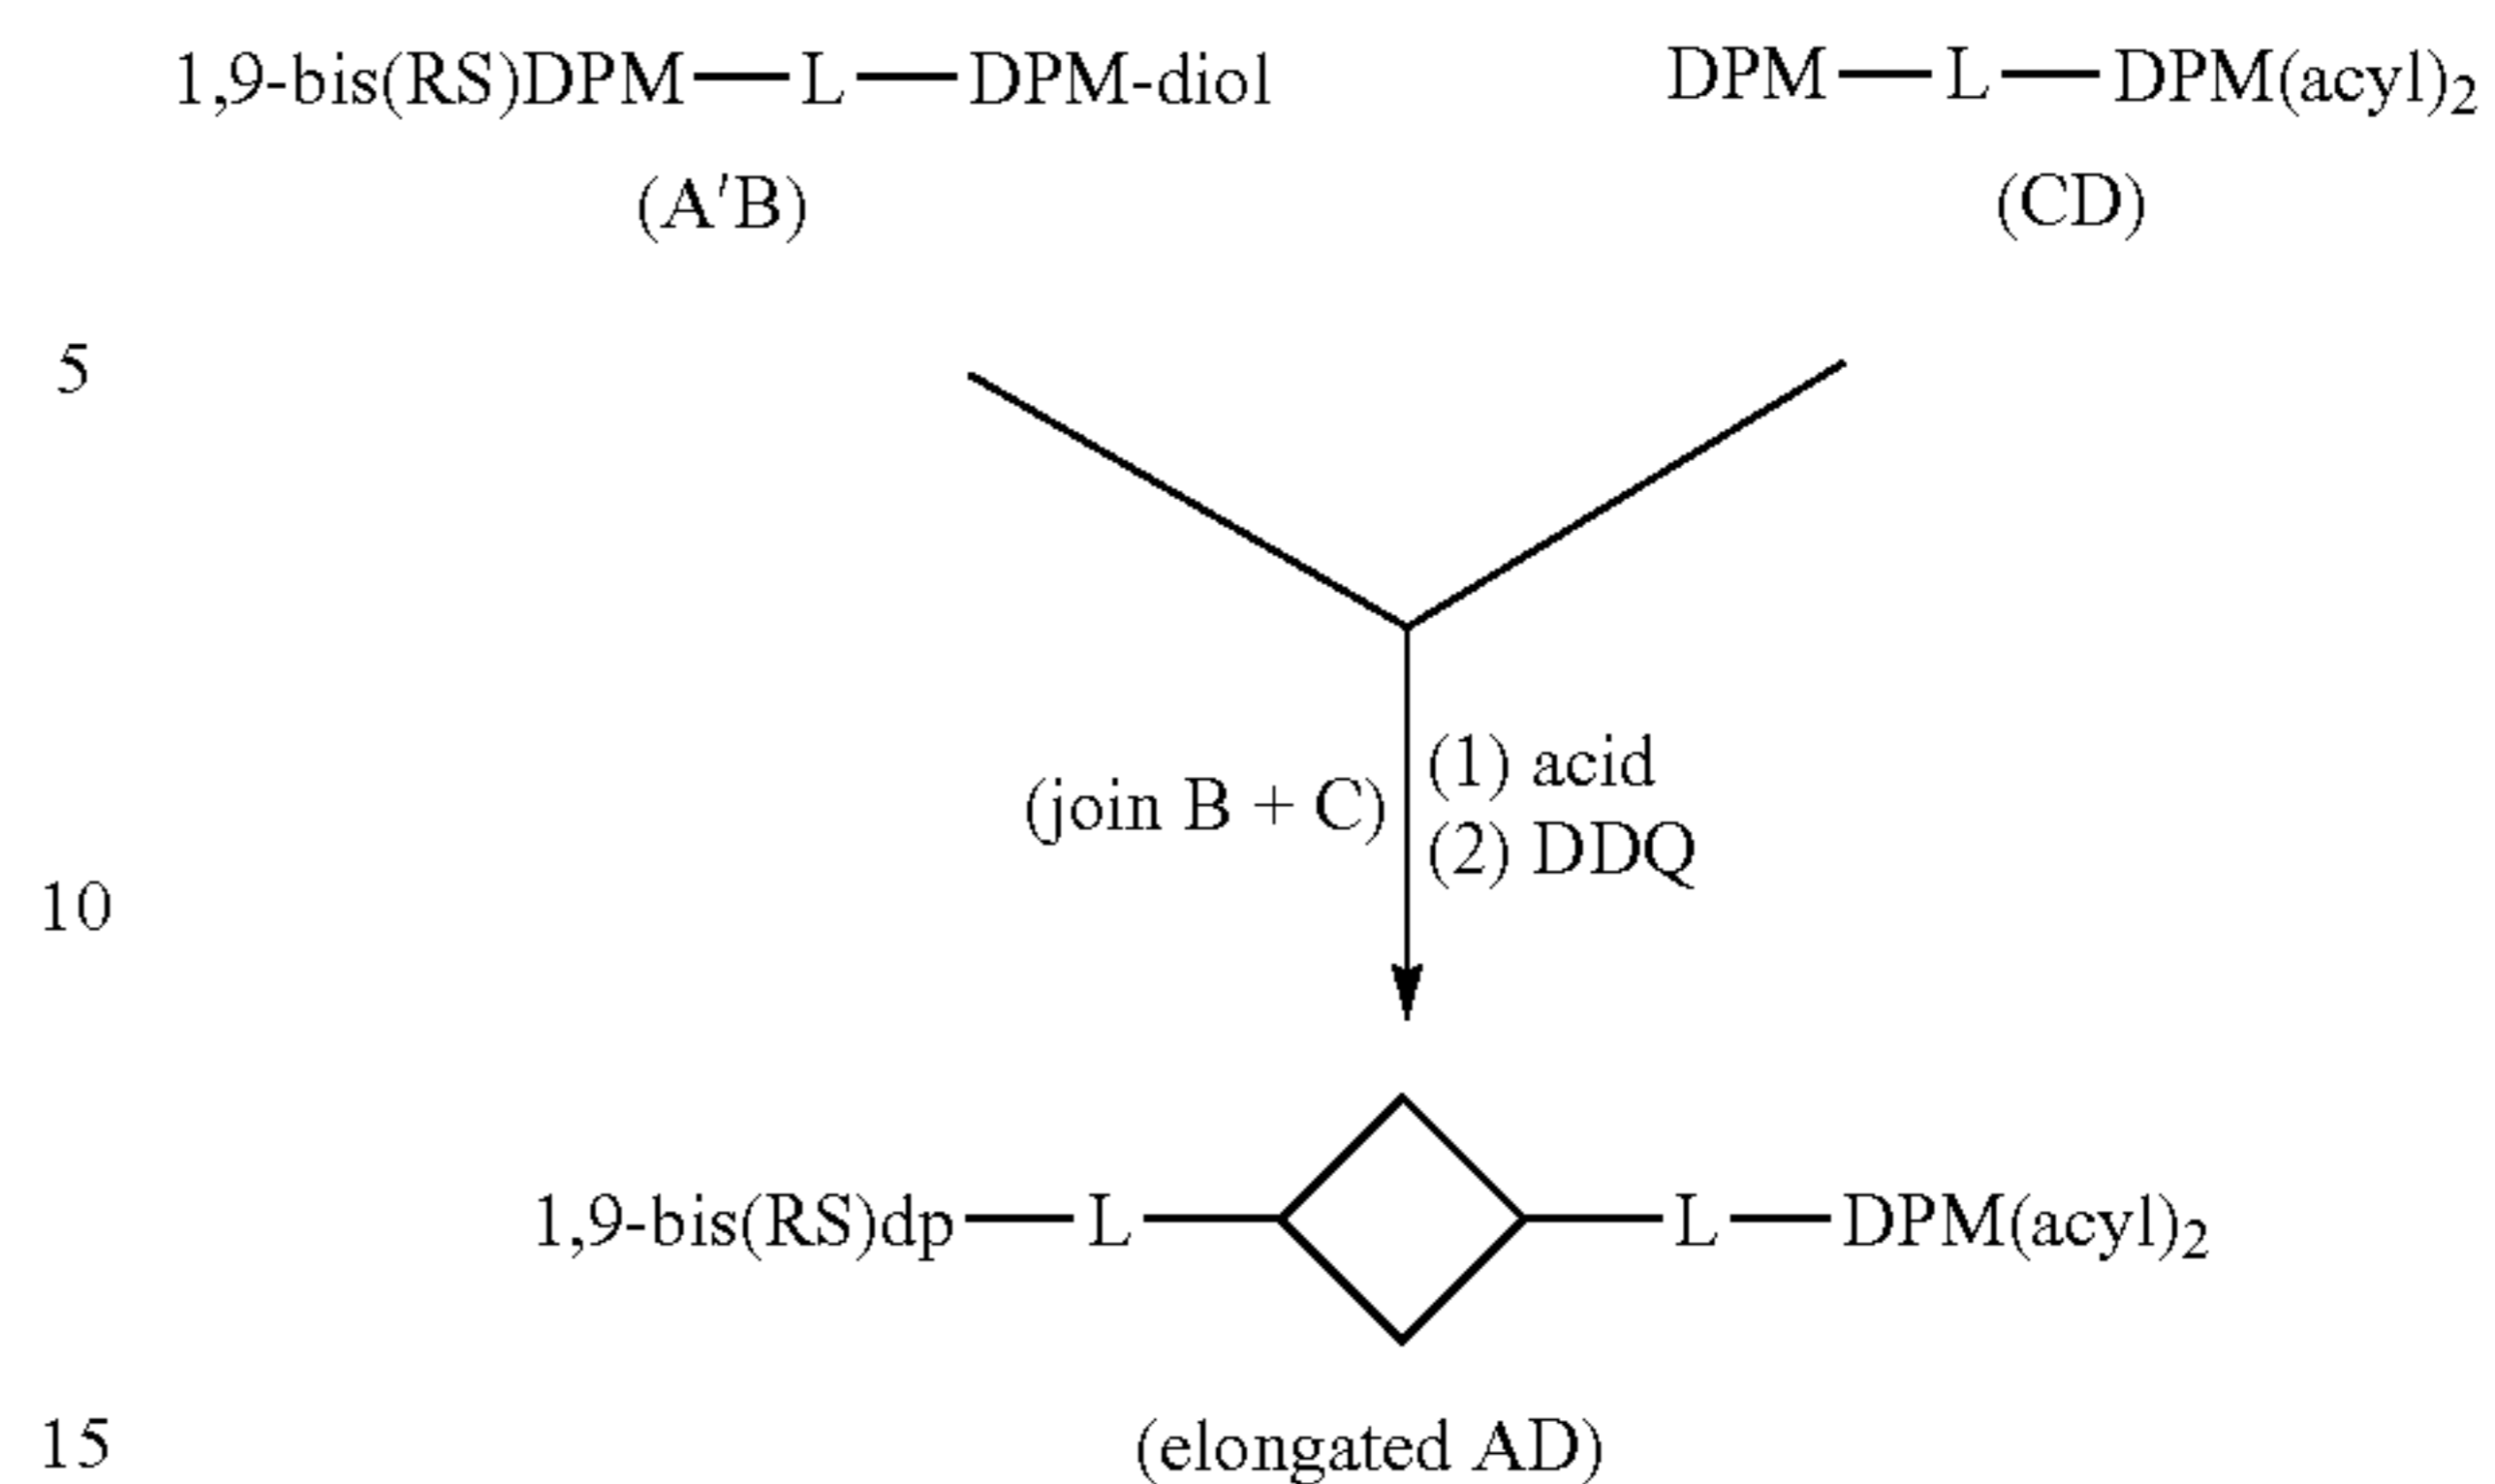 1,9-bis(RS)DPM—L—DPM-diol DPM—L—DPM(acyl)₂
(A′B) (CD)
5
(join B + C) (1) acid
(2) DDQ
10
1,9-bis(RS)dp—L— —L—DPM(acyl)₂
(elongated AD)
15